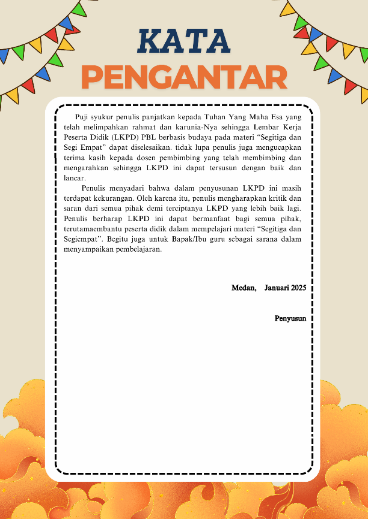 KATA
PENGANTAR
Puji syukur penulis panjatkan kepada Tuhan Yang Maha Esa yang
telah melimpahkan rahmat dan karunia-Nya sehingga Lembar Kerja
Peserta Didik (LKPD) PBL berbasis budaya pada materi “Segitiga dan
Segi Empat” dapat diselesaikan. tidak lupa penulis juga mengucapkan
terima kasih kepada dosen pembimbing yang telah membimbing dan
mengarahkan sehingga LKPD ini dapat tersusun dengan baik dan
lancar.
Penulis menyadari bahwa dalam penyusunan LKPD ini masih
terdapat kekurangan. Oleh karena itu, penulis mengharapkan kritik dan
saran dari semua pihak demi terciptanya LKPD yang lebih baik lagi.
Penulis berharap LKPD ini dapat bermanfaat bagi semua pihak,
terutamaembantu peserta didik dalam mempelajari materi “Segitiga dan
Segiempat”. Begitu juga untuk Bapak/Ibu guru sebagai sarana dalam
menyampaikan pembelajaran.
Medan, Januari 2025
Penyusun